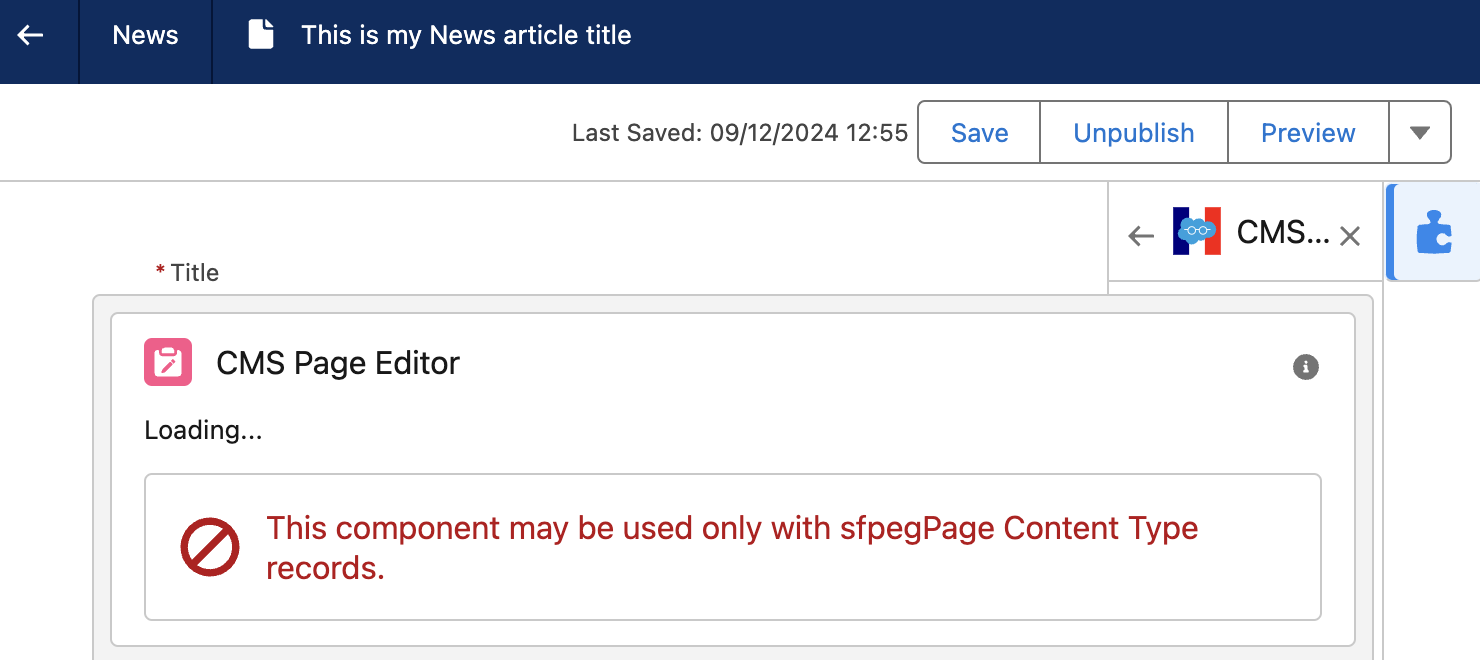 News
This is my News article title
Last Saved: 09/12/2024 12:55
Save
Unpublish
Preview
CMS...
* Title
CMS Page Editor
Loading...
This component may be used only with sfpegPage Content Type
records.